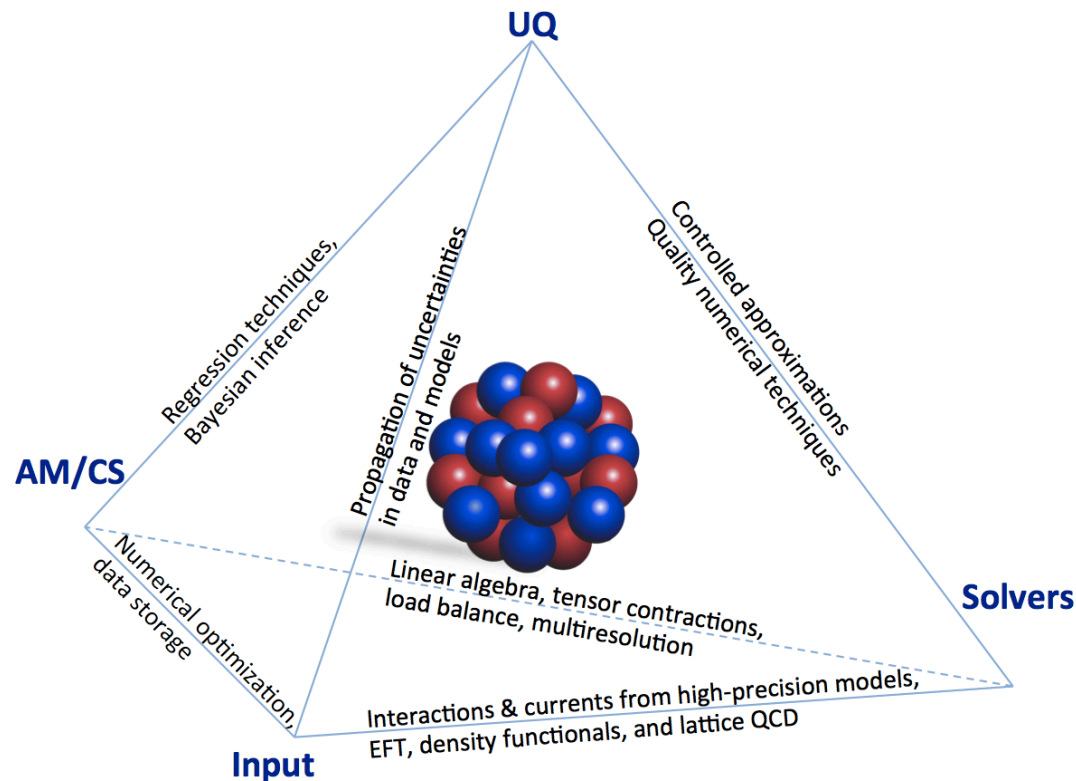 UQ
Regression techniques,
Bayesian inference
Propagation of uncertainties
in data and models
Controlled approximations
Quality numerical techniques
AM/CS
Numerical optimization,
data storage
Linear algebra, tensor contractions,
load balance, multiresolution
Solvers
Interactions & currents from high-precision models,
EFT, density functionals, and lattice QCD
Input